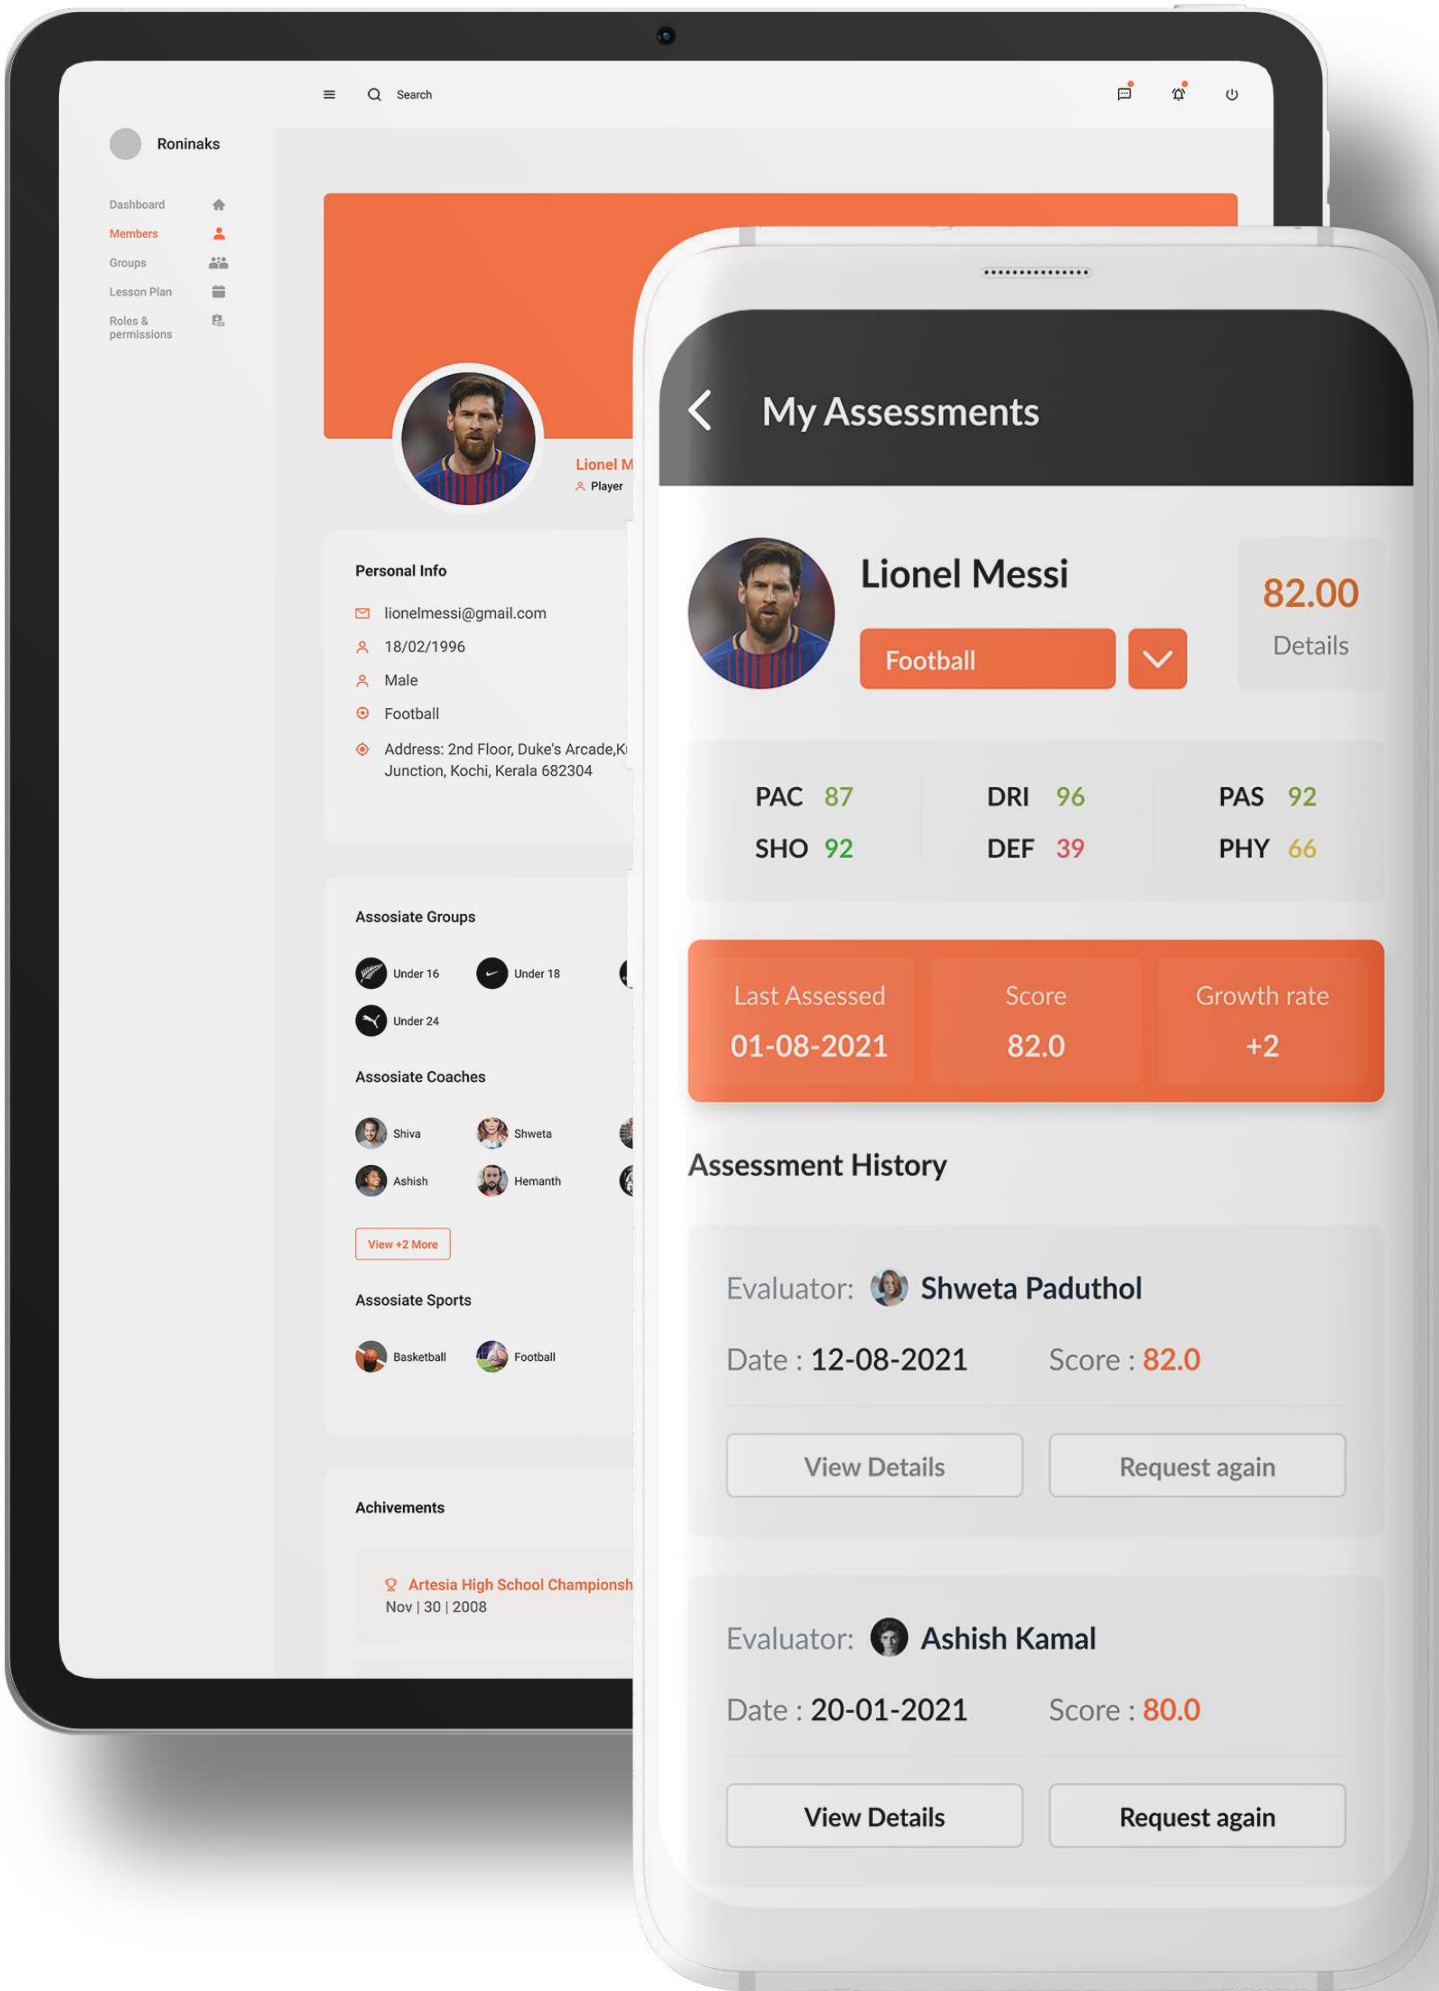 Search
Roninaks
Dashboard
Members
Groups
Lesson Plan
Roles &
permissions
Lionel M
Player
Personal Info
lionelmessi@gmail.com
18/02/1996
Male
Football
Address: 2nd Floor, Duke's Arcade,
Junction, Kochi, Kerala 682304
Assosiate Groups
Under 16
Under 18
Under 24
Assosiate Coaches
Shiva
Shweta
Ashish
Hemanth
View +2 More
Assosiate Sports
Basketball
Football
Achivements
Artesia High School Championsh
Nov | 30 | 2008
My Assessments
Lionel Messi
Football
82.00
Details
PAC 87
DRI 96
PAS 92
SHO 92
DEF 39
PHY 66
Last Assessed
01-08-2021
Score
82.0
Growth rate
+2
Assessment History
Evaluator: Shweta Paduthol
Date : 12-08-2021 Score : 82.0
View Details Request again
Evaluator: Ashish Kamal
Date : 20-01-2021 Score : 80.0
View Details Request again